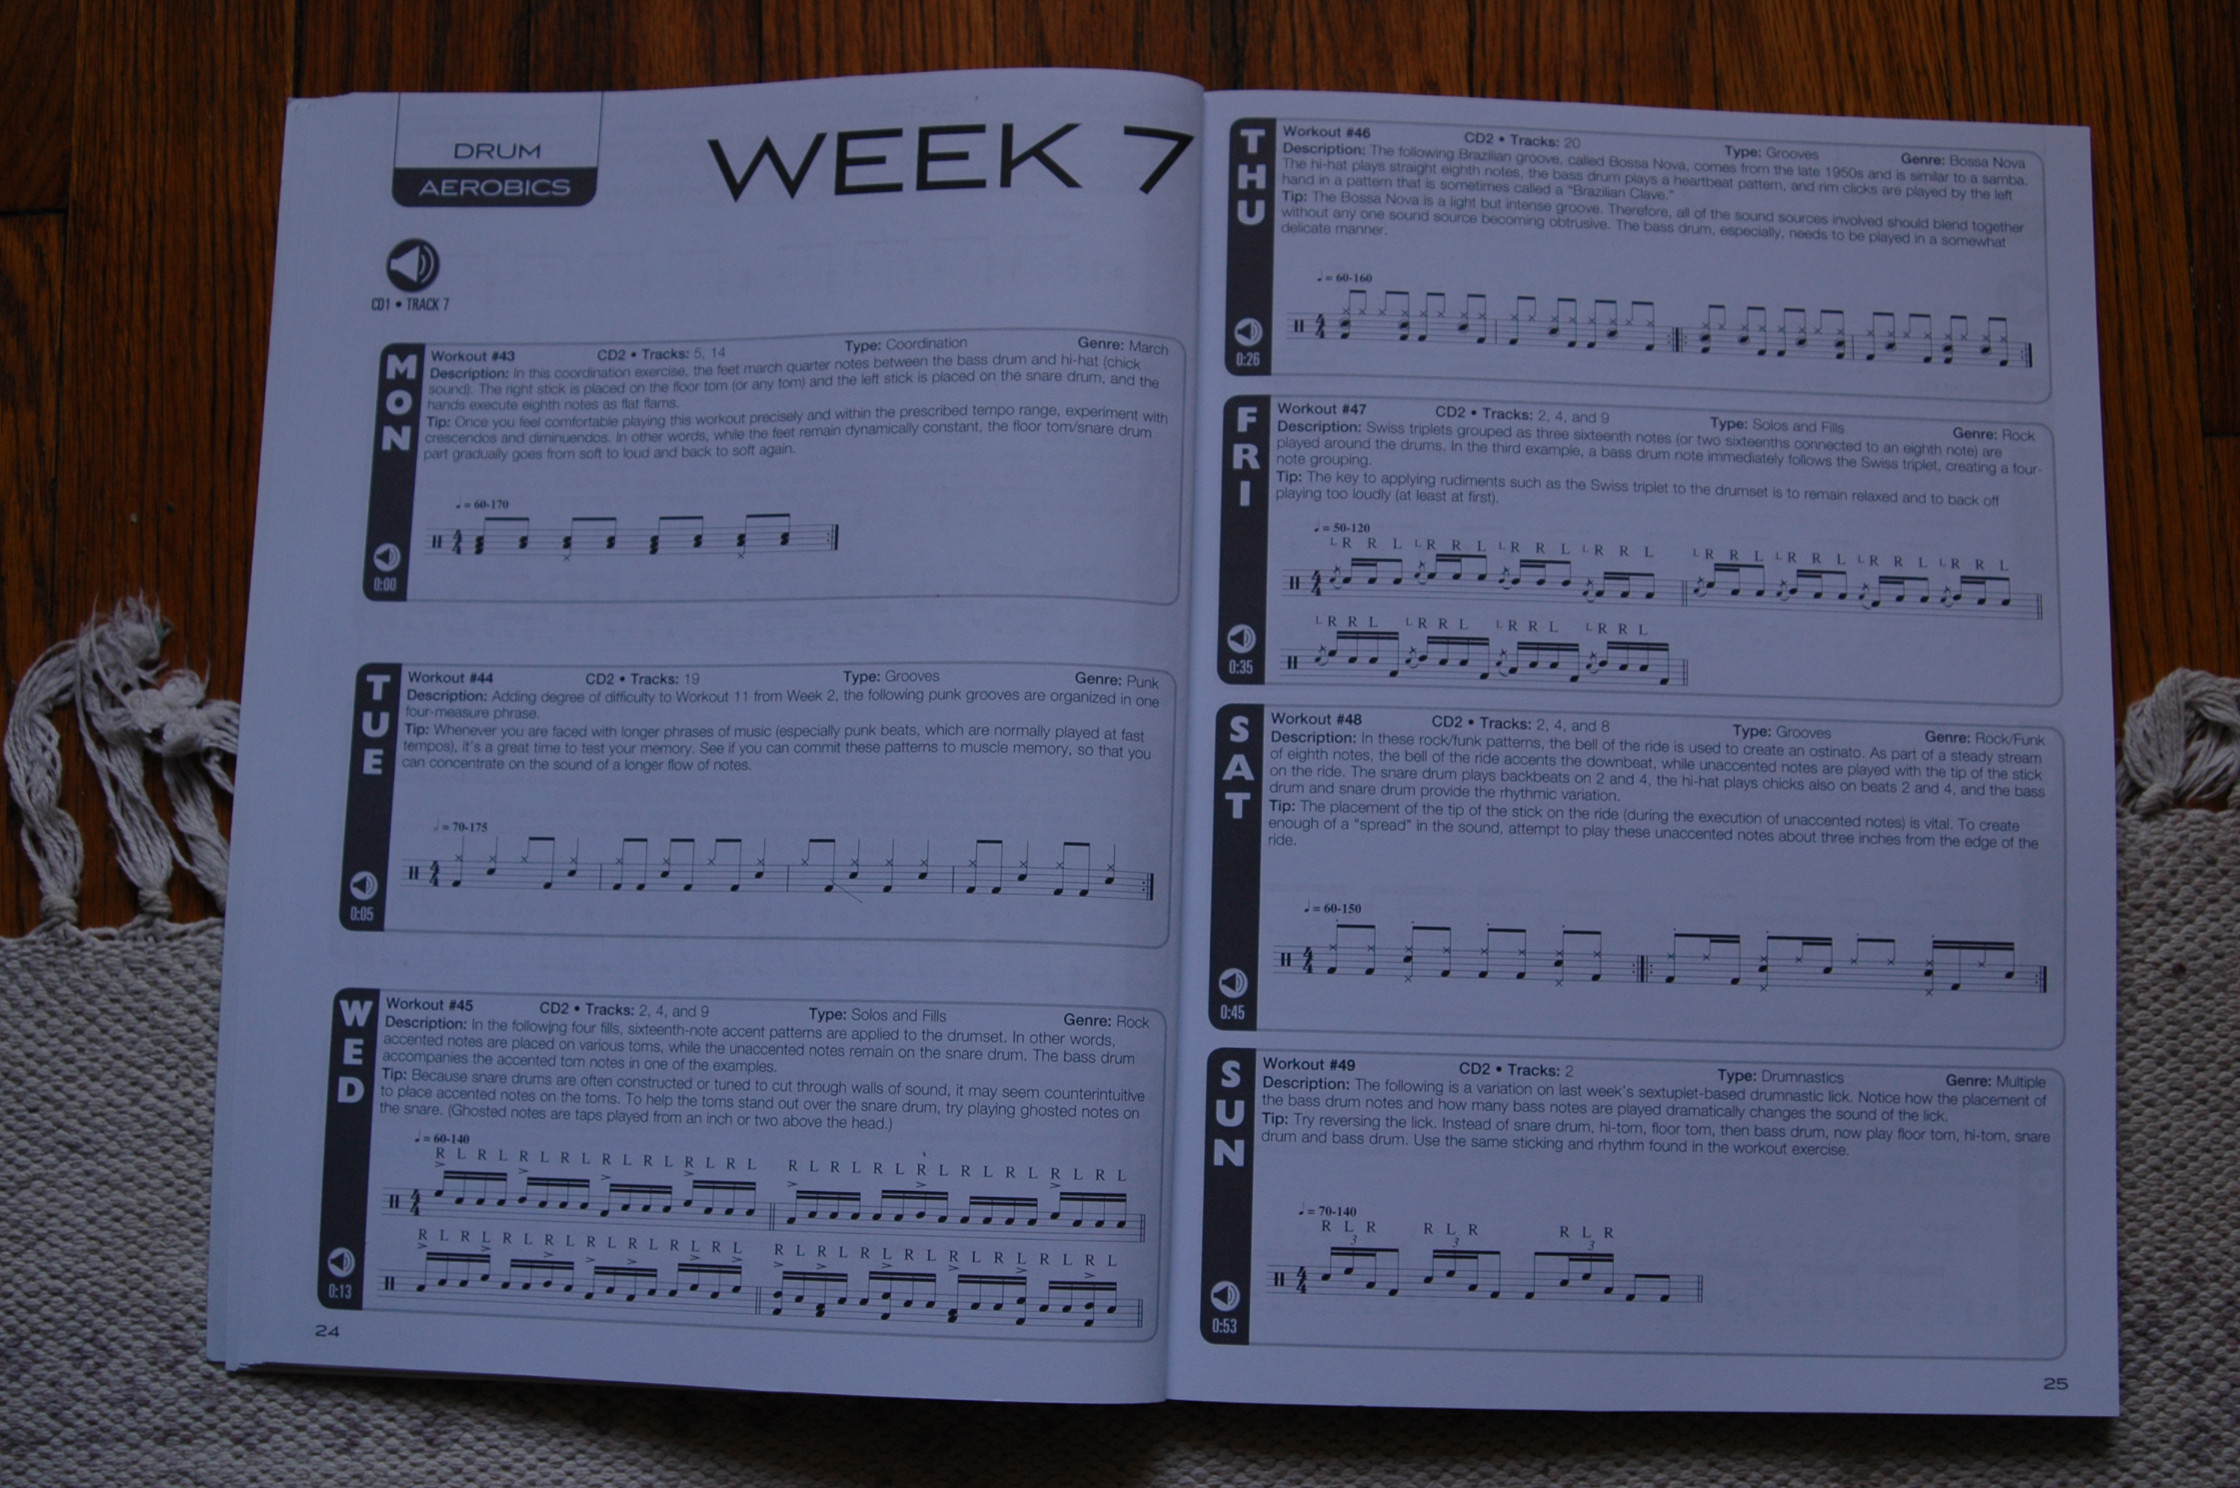 DRUM
AEROBICS
WEEK 7
CD1 • TRACK 7
MON
0:00
Workout #43 CD2 • Tracks: 5, 14 Type: Coordination Genre: March
Description: In this coordination exercise, the feet march quarter notes between the bass drum and hi-hat (chick
sound). The right stick is placed on the floor tom (or any tom) and the left stick is placed on the snare drum, and the
hands execute eighth notes as flat flams.
Tip: Once you feel comfortable playing this workout precisely and within the prescribed tempo range, experiment with
crescendos and diminuendos. In other words, while the feet remain dynamically constant, the floor tom/snare drum
part gradually goes from soft to loud and back to soft again.
♩ = 60-170
TUE
0:05
Workout #44 CD2 • Tracks: 19 Type: Grooves Genre: Punk
Description: Adding degree of difficulty to Workout 11 from Week 2, the following punk grooves are organized in one
four-measure phrase.
Tip: Whenever you are faced with longer phrases of music (especially punk beats, which are normally played at fast
tempos), it's a great time to test your memory. See if you can commit these patterns to muscle memory, so that you
can concentrate on the sound of a longer flow of notes.
♩ = 70-175
WED
0:13
Workout #45 CD2 • Tracks: 2, 4, and 9 Type: Solos and Fills Genre: Rock
Description: In the following four fills, sixteenth-note accent patterns are applied to the drumset. In other words,
accented notes are placed on various toms, while the unaccented notes remain on the snare drum. The bass drum
accompanies the accented tom notes in one of the examples.
Tip: Because snare drums are often constructed or tuned to cut through walls of sound, it may seem counterintuitive
to place accented notes on the toms. To help the toms stand out over the snare drum, try playing ghosted notes on
the snare. (Ghosted notes are taps played from an inch or two above the head.)
♩ = 60-140
R L R L R L R L R L R L R L R L R L R L R L R L R L R L R L R L
R L R L R L R L R L R L R L R L R L R L R L R L R L R L R L R L
24
THU
0:26
Workout #46 CD2 • Tracks: 20 Type: Grooves Genre: Bossa Nova
Description: The following Brazilian groove, called Bossa Nova, comes from the late 1950s and is similar to a samba.
The hi-hat plays straight eighth notes, the bass drum plays a heartbeat pattern, and rim clicks are played by the left
hand in a pattern that is sometimes called a "Brazilian Clave."
Tip: The Bossa Nova is a light but intense groove. Therefore, all of the sound sources involved should blend together
without any one sound source becoming obtrusive. The bass drum, especially, needs to be played in a somewhat
delicate manner.
♩ = 60-160
FRI
0:35
Workout #47 CD2 • Tracks: 2, 4, and 9 Type: Solos and Fills Genre: Rock
Description: Swiss triplets grouped as three sixteenth notes (or two sixteenths connected to an eighth note) are
played around the drums. In the third example, a bass drum note immediately follows the Swiss triplet, creating a four-
note grouping.
Tip: The key to applying rudiments such as the Swiss triplet to the drumset is to remain relaxed and to back off
playing too loudly (at least at first).
♩ = 50-120
L R R L L R R L L R R L L R R L L R R L L R R L L R R L L R R L
L R R L L R R L L R R L L R R L
SAT
0:45
Workout #48 CD2 • Tracks: 2, 4, and 8 Type: Grooves Genre: Rock/Funk
Description: In these rock/funk patterns, the bell of the ride is used to create an ostinato. As part of a steady stream
of eighth notes, the bell of the ride accents the downbeat, while unaccented notes are played with the tip of the stick
on the ride. The snare drum plays backbeats on 2 and 4, the hi-hat plays chicks also on beats 2 and 4, and the bass
drum and snare drum provide the rhythmic variation.
Tip: The placement of the tip of the stick on the ride (during the execution of unaccented notes) is vital. To create
enough of a "spread" in the sound, attempt to play these unaccented notes about three inches from the edge of the
ride.
♩ = 60-150
SUN
0:53
Workout #49 CD2 • Tracks: 2 Type: Drumnastics Genre: Multiple
Description: The following is a variation on last week's sextuplet-based drumnastic lick. Notice how the placement of
the bass drum notes and how many bass notes are played dramatically changes the sound of the lick.
Tip: Try reversing the lick. Instead of snare drum, hi-tom, floor tom, then bass drum, now play floor tom, hi-tom, snare
drum and bass drum. Use the same sticking and rhythm found in the workout exercise.
♩ = 70-140
R L R R L R R L R
3 3 3
25